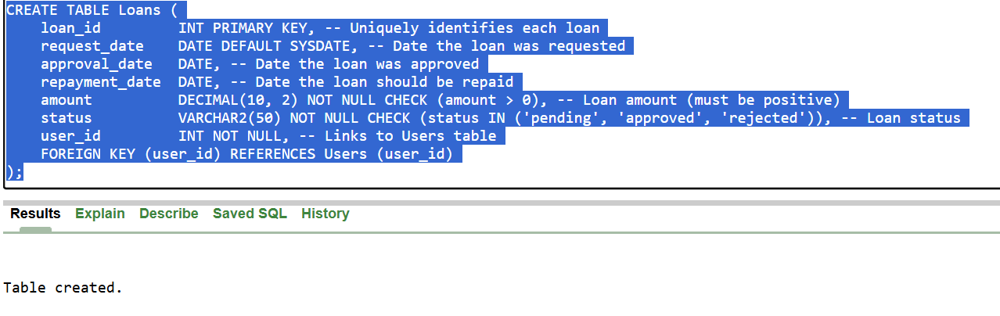 CREATE TABLE Loans (
    loan_id         INT PRIMARY KEY, -- Uniquely identifies each loan
    request_date    DATE DEFAULT SYSDATE, -- Date the loan was requested
    approval_date   DATE, -- Date the loan was approved
    repayment_date  DATE, -- Date the loan should be repaid
    amount          DECIMAL(10, 2) NOT NULL CHECK (amount > 0), -- Loan amount (must be positive)
    status          VARCHAR2(50) NOT NULL CHECK (status IN ('pending', 'approved', 'rejected')), -- Loan status
    user_id         INT NOT NULL, -- Links to Users table
    FOREIGN KEY (user_id) REFERENCES Users (user_id)
);
Results Explain Describe Saved SQL History
Table created.